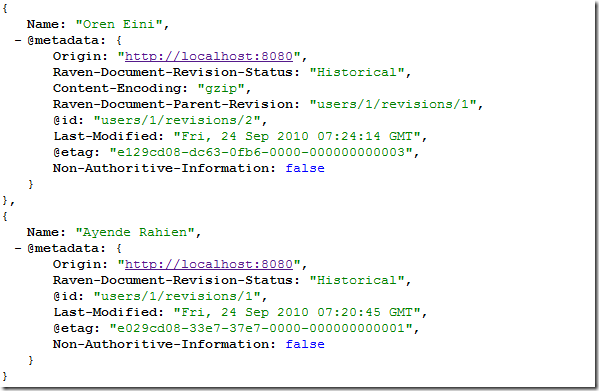 {
Name: "Oren Eini",
- @metadata: {
Origin: "http://localhost:8080",
Raven-Document-Revision-Status: "Historical",
Content-Encoding: "gzip",
Raven-Document-Parent-Revision: "users/1/revisions/1",
@id: "users/1/revisions/2",
Last-Modified: "Fri, 24 Sep 2010 07:24:14 GMT",
@etag: "e129cd08-dc63-0fb6-0000-000000000003",
Non-Authoritive-Information: false
}
},
{
Name: "Ayende Rahien",
- @metadata: {
Origin: "http://localhost:8080",
Raven-Document-Revision-Status: "Historical",
@id: "users/1/revisions/1",
Last-Modified: "Fri, 24 Sep 2010 07:20:45 GMT",
@etag: "e029cd08-33e7-37e7-0000-000000000001",
Non-Authoritive-Information: false
}
}